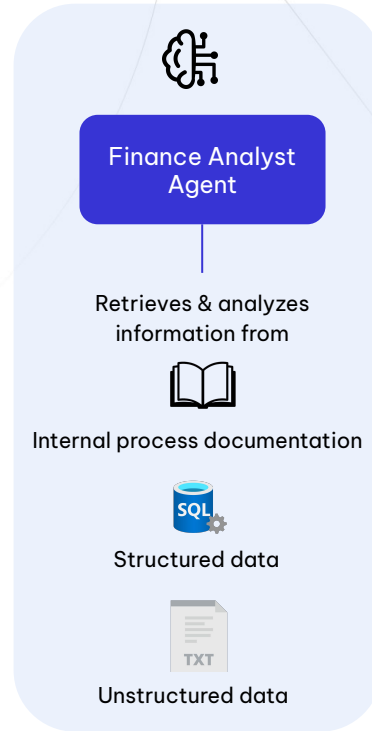 Finance Analyst
Agent
Retrieves & analyzes
information from
Internal process documentation
SQL
Structured data
TXT
Unstructured data